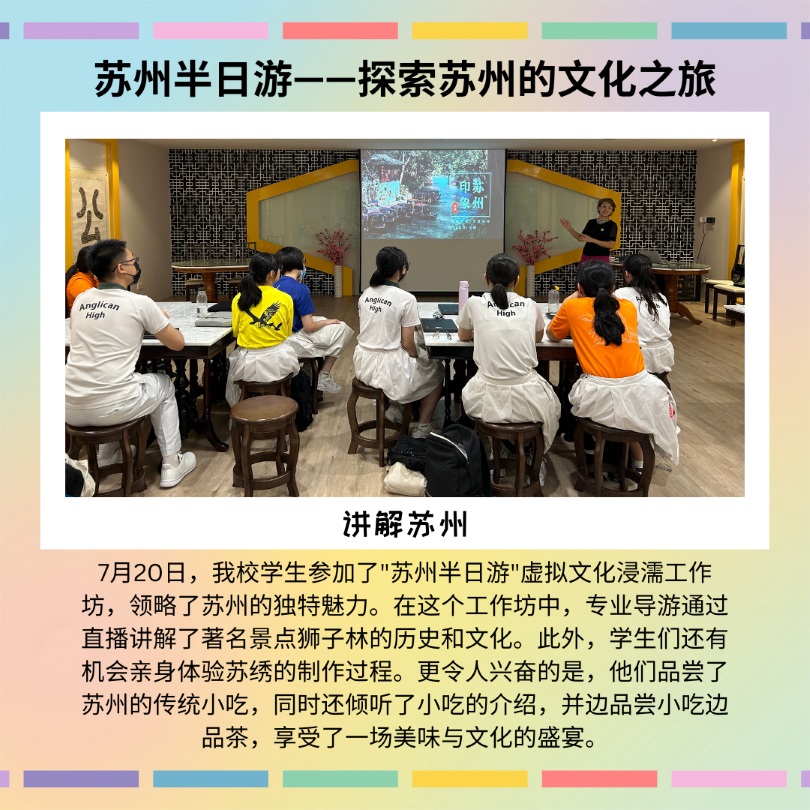 苏州半日游——探索苏州的文化之旅
公
苏州
印象
Anglican
High
Anglican
High
Anglican
High
讲解苏州
7月20日，我校学生参加了"苏州半日游"虚拟文化浸濡工作
坊，领略了苏州的独特魅力。在这个工作坊中，专业导游通过
直播讲解了著名景点狮子林的历史和文化。此外，学生们还有
机会亲身体验苏绣的制作过程。更令人兴奋的是，他们品尝了
苏州的传统小吃，同时还倾听了小吃的介绍，并边品尝小吃边
品茶，享受了一场美味与文化的盛宴。